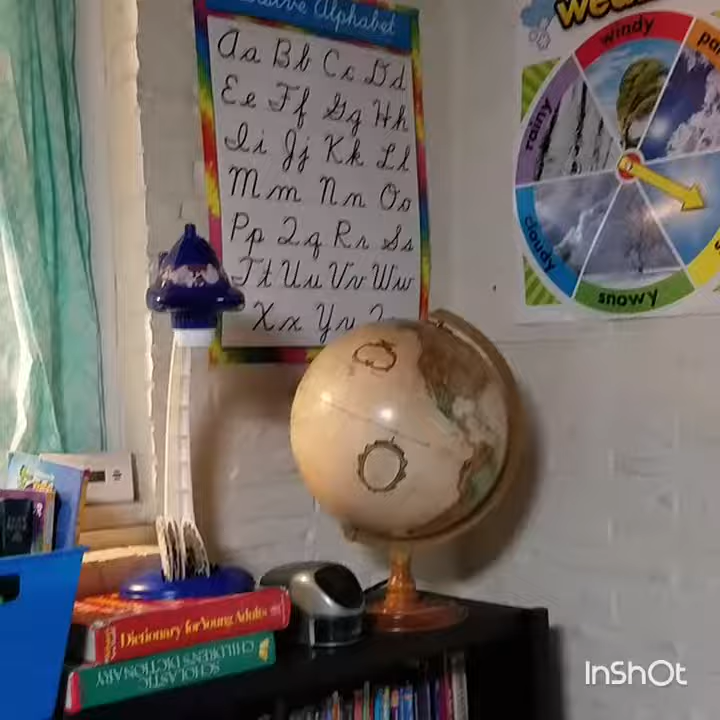 Cursive Alphabet
Aa Bb Cc Dd
Ee Ff Gg Hh
Ii Jj Kk Ll
Mm Nn Oo
Pp Qq Rr Ss
Tt Uu Vv Ww
Xx Yy
windy
rainy
cloudy
snowy
Dictionary for Young Adults
SCHOLASTIC
CHILDREN'S DICTIONARY
InShOt